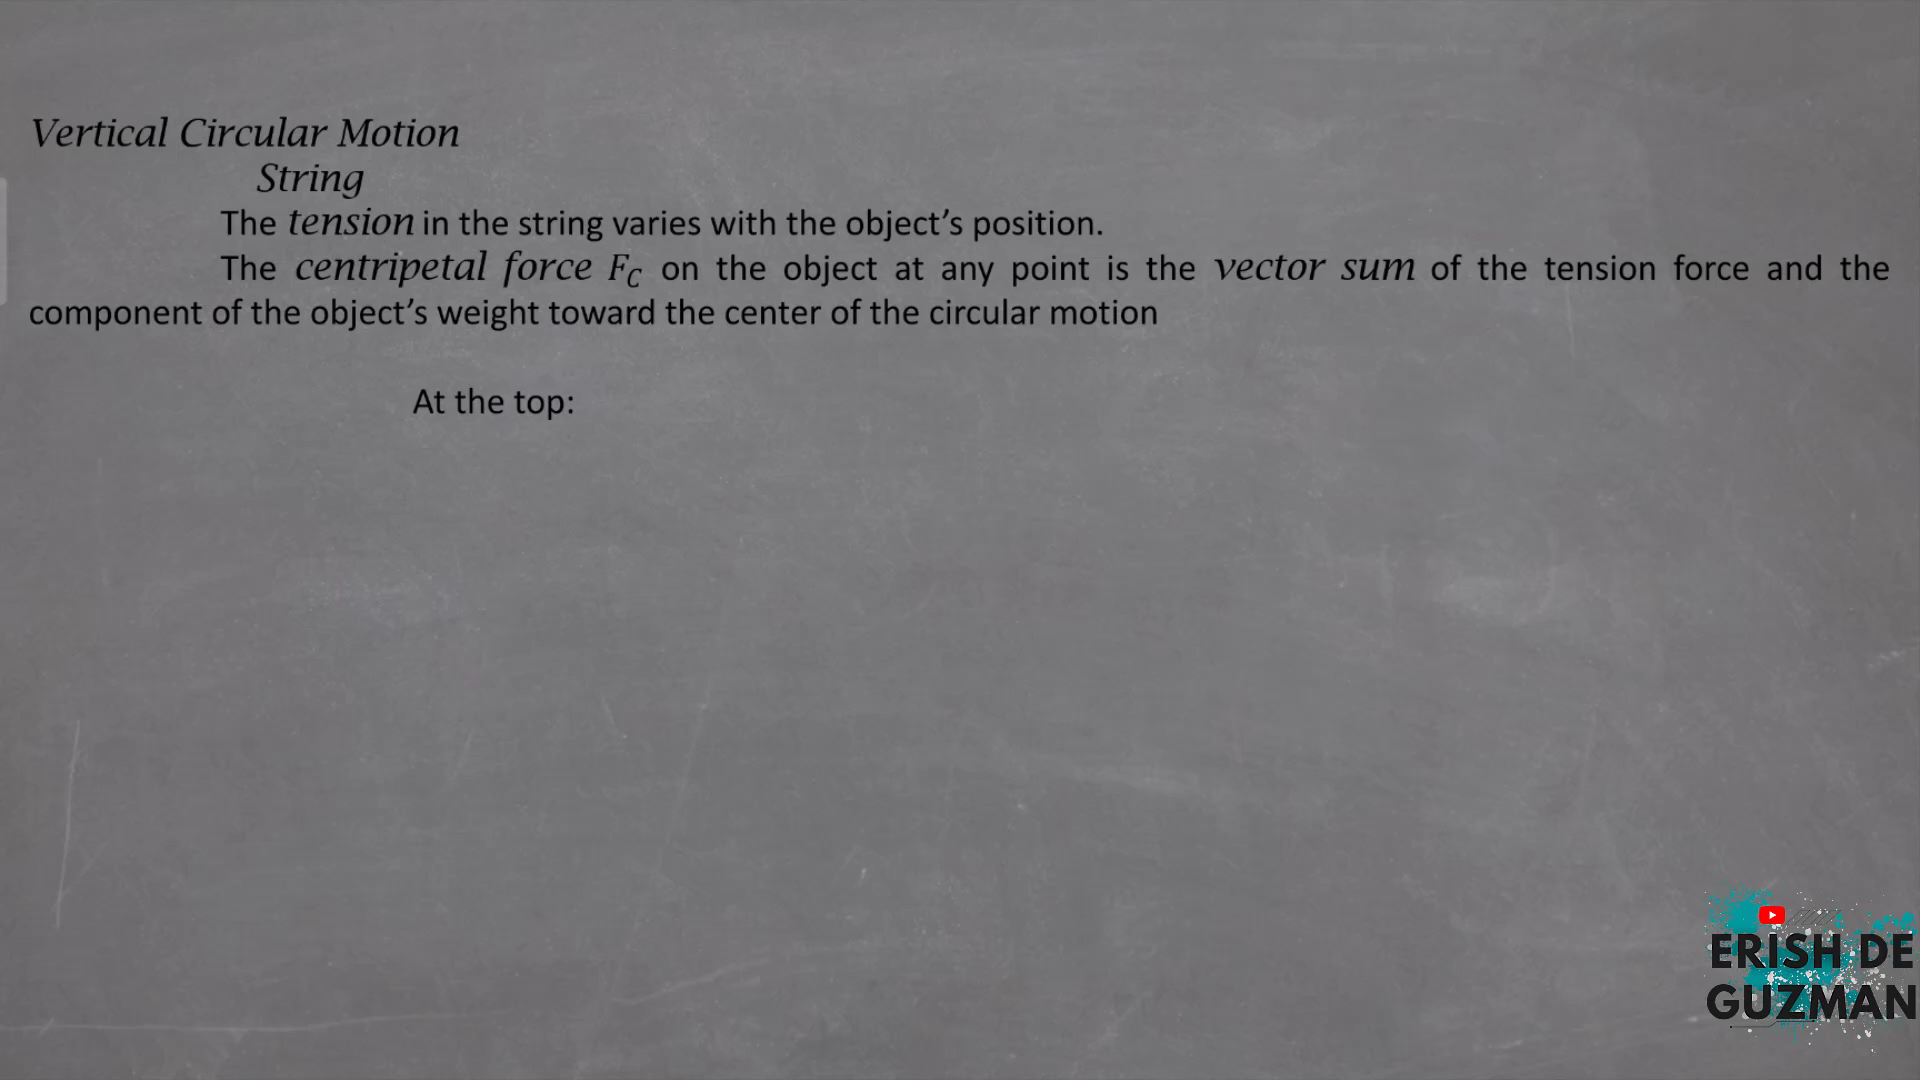 Vertical Circular Motion
String
The tension in the string varies with the object’s position.
The centripetal force F_C on the object at any point is the vector sum of the tension force and the
component of the object’s weight toward the center of the circular motion
At the top:
ERISH DE
GUZMAN